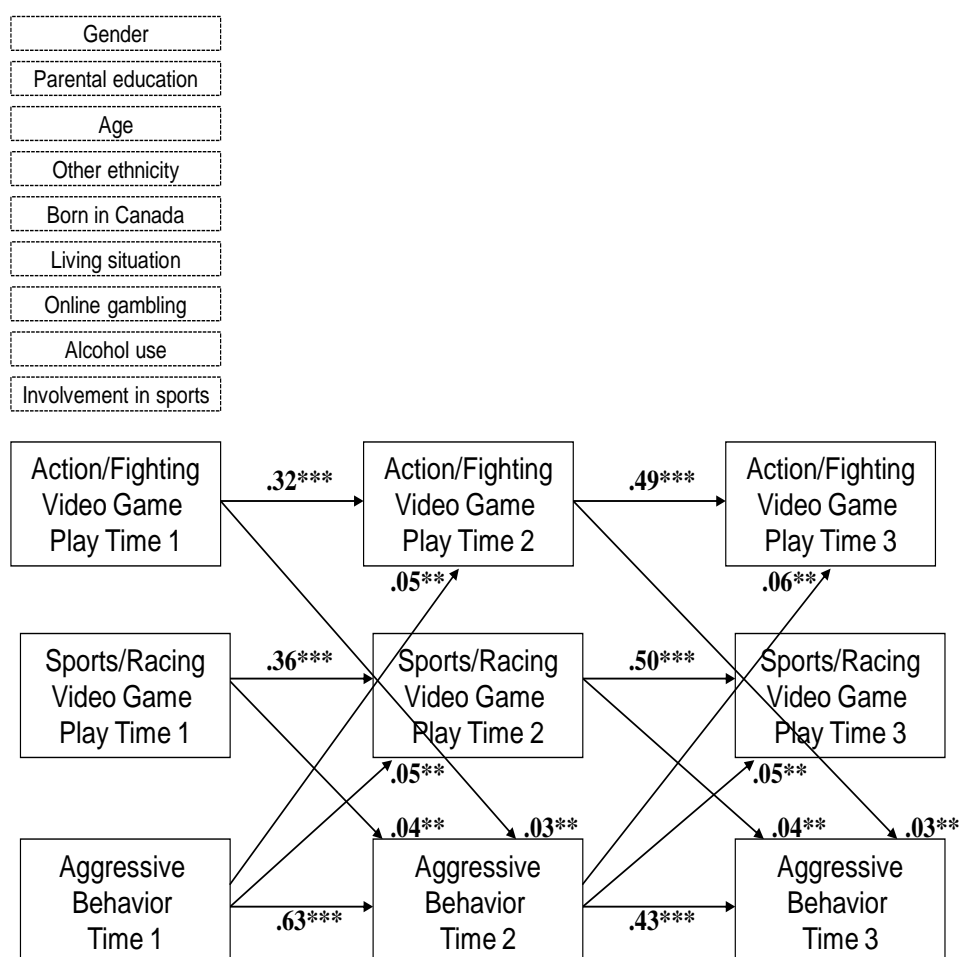 Gender
Parental education
Age
Other ethnicity
Born in Canada
Living situation
Online gambling
Alcohol use
Involvement in sports
Action/Fighting
Video Game
Play Time 1
.32***
Action/Fighting
Video Game
Play Time 2
.49***
Action/Fighting
Video Game
Play Time 3
.05**
.06**
Sports/Racing
Video Game
Play Time 1
.36***
Sports/Racing
Video Game
Play Time 2
.50***
Sports/Racing
Video Game
Play Time 3
.05**
.05**
.04**
.03**
.04**
.03**
Aggressive
Behavior
Time 1
.63***
Aggressive
Behavior
Time 2
.43***
Aggressive
Behavior
Time 3